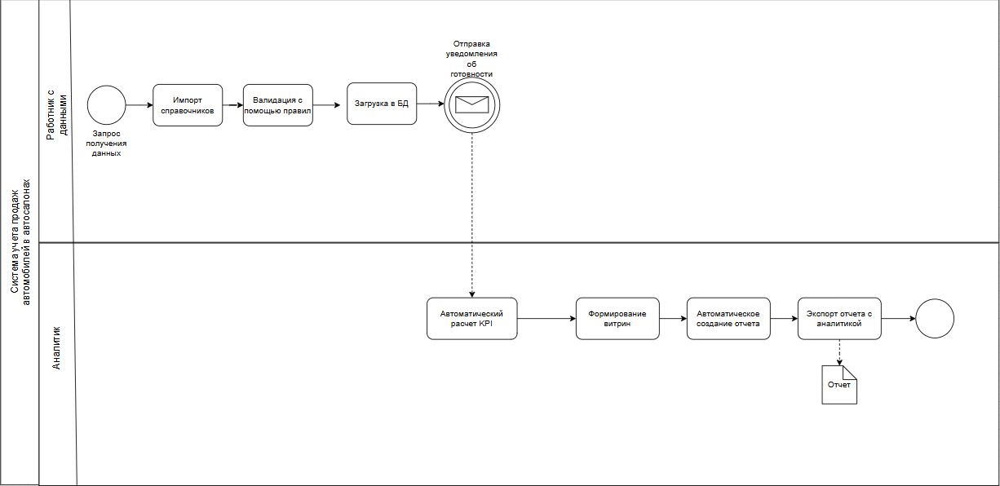 Система учета продаж
автомобилей в автосалонах
Работник с
данными
Запрос
получения
данных
Импорт
справочников
Валидация с
помощью правил
Загрузка в БД
Отправка
уведомления
об
готовности
Аналитик
Автоматический
расчет KPI
Формирование
витрин
Автоматическое
создание отчета
Экспорт отчета с
аналитикой
Отчет